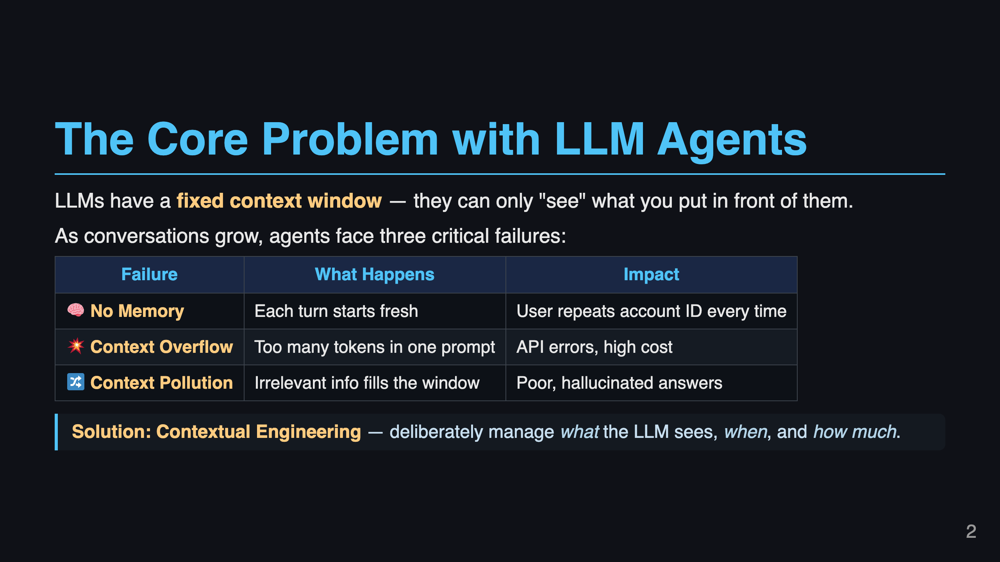 The Core Problem with LLM Agents
LLMs have a fixed context window — they can only "see" what you put in front of them.
As conversations grow, agents face three critical failures:
Failure What Happens Impact
No Memory Each turn starts fresh User repeats account ID every time
Context Overflow Too many tokens in one prompt API errors, high cost
Context Pollution Irrelevant info fills the window Poor, hallucinated answers
Solution: Contextual Engineering — deliberately manage what the LLM sees, when, and how much.
2